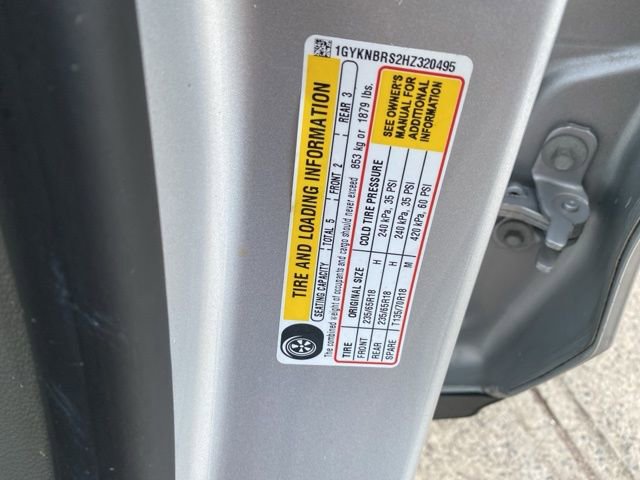 1GYKNBRS2HZ320495
TIRE AND LOADING INFORMATION
SEATING CAPACITY TOTAL 5 FRONT 2 REAR 3
The combined weight of occupants and cargo should never exceed 853 kg or 1879 lbs.
TIRE ORIGINAL SIZE COLD TIRE PRESSURE
FRONT 235/65R18 H 240 kPa, 35 PSI
REAR 235/65R18 H 240 kPa, 35 PSI
SPARE T135/70R18 M 420 kPa, 60 PSI
SEE OWNER'S
MANUAL FOR
ADDITIONAL
INFORMATION